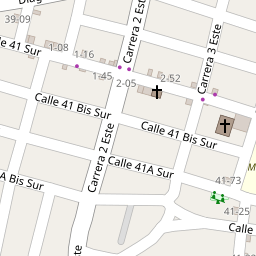 39-09
Diag
1-08
Calle 41 Sur
1-16
1-45
2-05
2-52
Carrera 2 Este
Carrera 3 Este
Calle 41 Bis Sur
Calle 41 Bis Sur
Calle 41A Sur
Carrera 2 Este
A Bis Sur
41-73
M
41-25
Calle